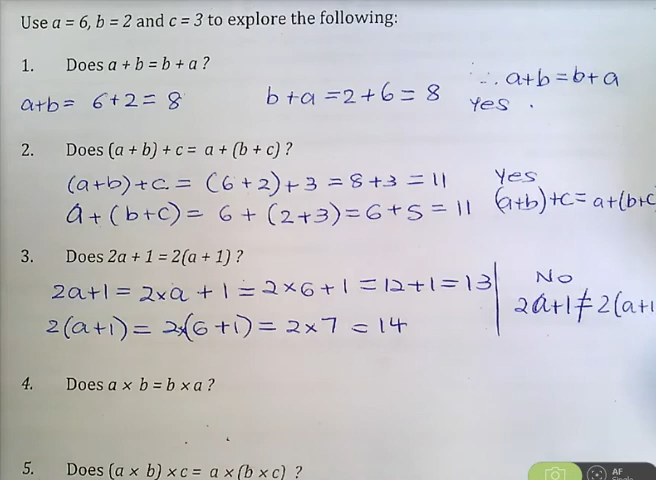 Use a = 6, b = 2 and c = 3 to explore the following:
1. Does a + b = b + a ?
a+b = 6+2 = 8 b+a = 2+6 = 8 ∴ a+b = b+a
Yes .
2. Does (a + b) + c = a + (b + c) ?
(a+b)+c = (6+2)+3 = 8+3 = 11 Yes
a+(b+c) = 6+(2+3) = 6+5 = 11 (a+b)+c = a+(b+c
3. Does 2a + 1 = 2(a + 1) ?
2a+1 = 2×a+1 = 2×6+1 = 12+1 = 13 No
2(a+1) = 2×(6+1) = 2×7 = 14 2a+1 ≠ 2(a+1
4. Does a × b = b × a ?
5. Does (a × b) × c = a × (b × c) ?
AF